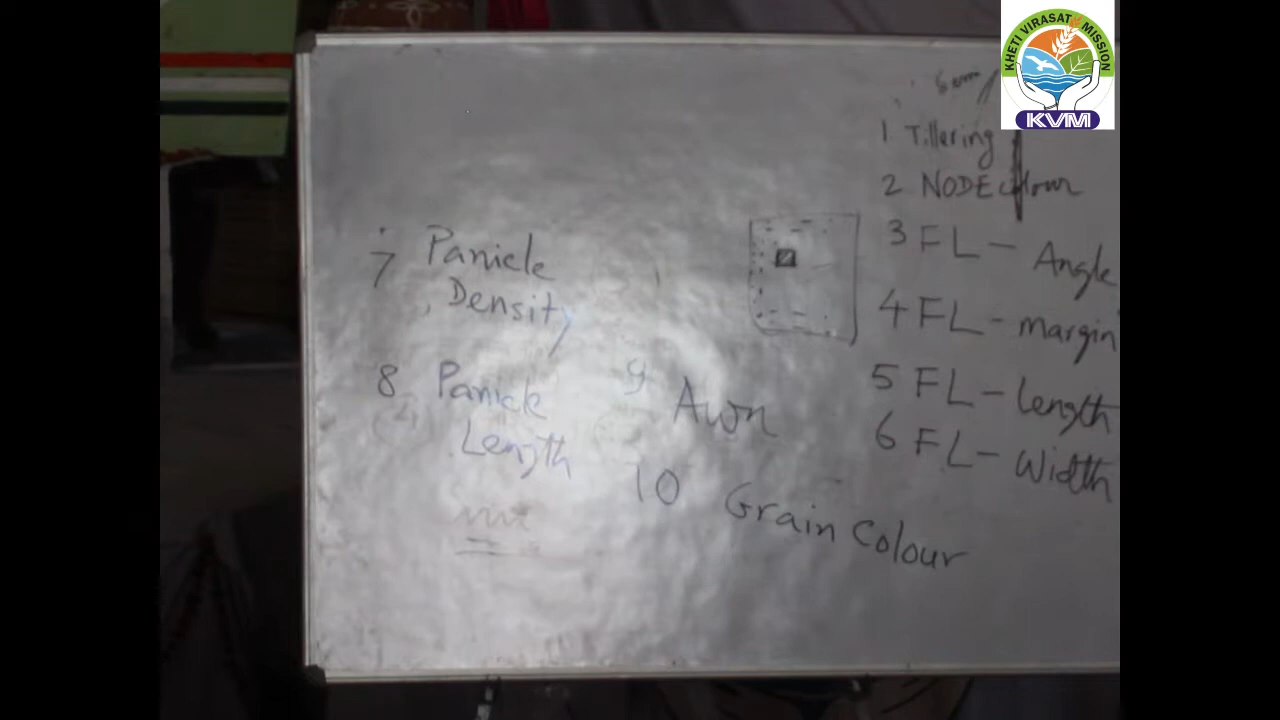 KHETI VIRASAT MISSION
KVM
1 Tillering
2 NODE colour
3 FL - Angle
4 FL - margin
5 FL - Length
6 FL - Width
7 Panicle
Density
8 Panicle
Length
9 Awn
10 Grain Colour